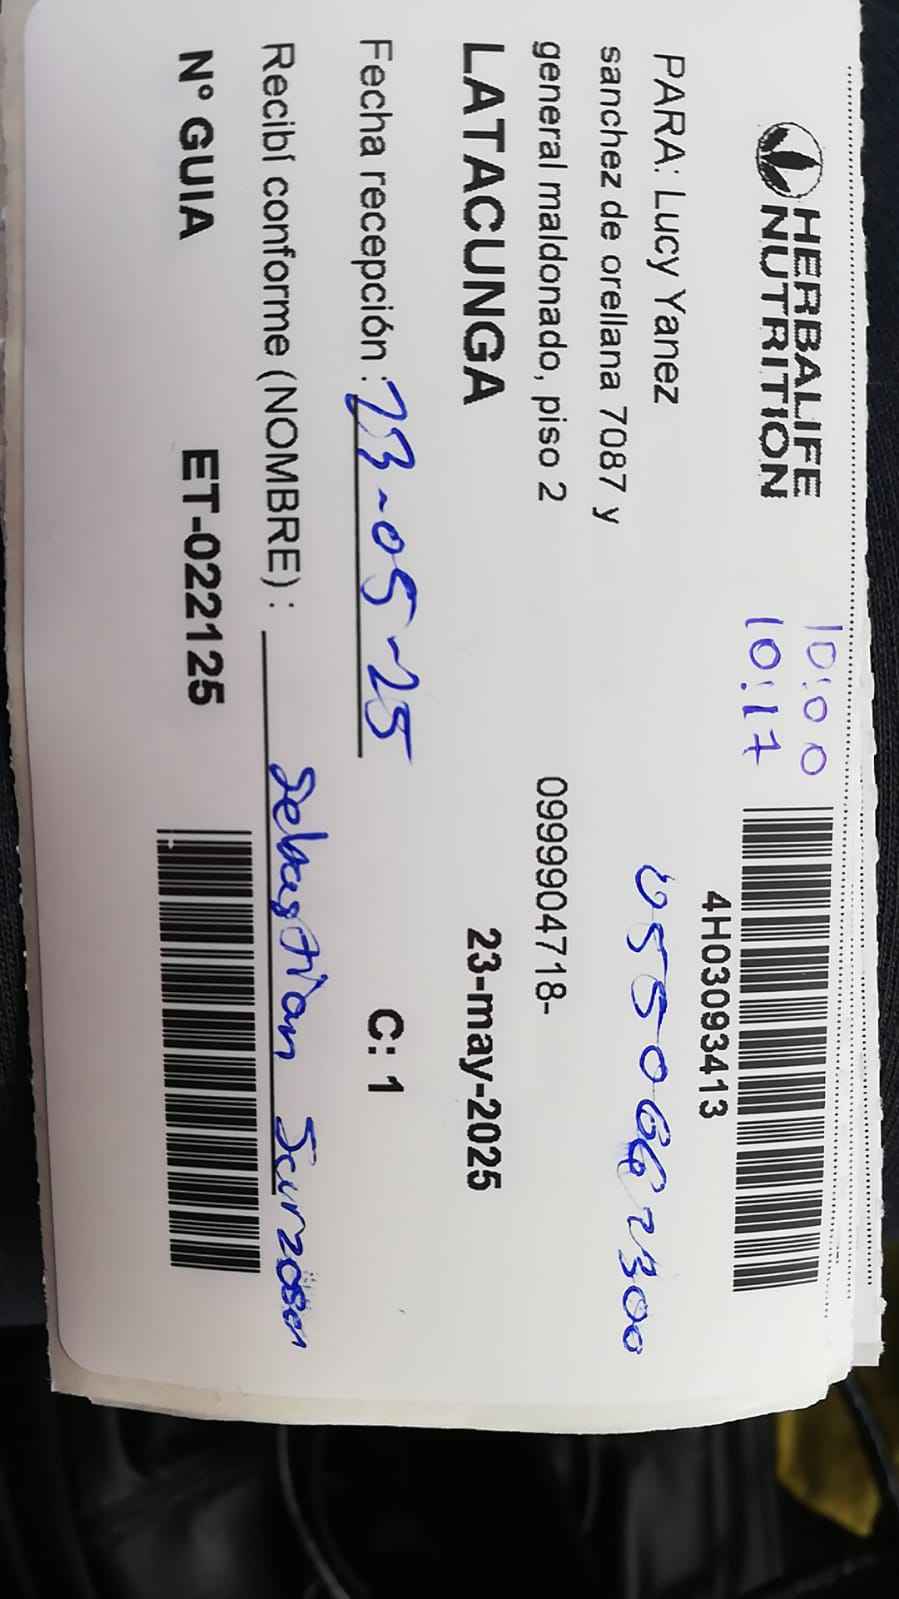 HERBALIFE
NUTRITION
10:00
10:17
4H03093413
PARA: Lucy Yanez
0550662300
sanchez de orellana 7087 y
general maldonado, piso 2
0999904718-
LATACUNGA
23-may-2025
Fecha recepción : 23-05-25
C: 1
Recibí conforme (NOMBRE) : Sebastian
N° GUIA
ET-022125